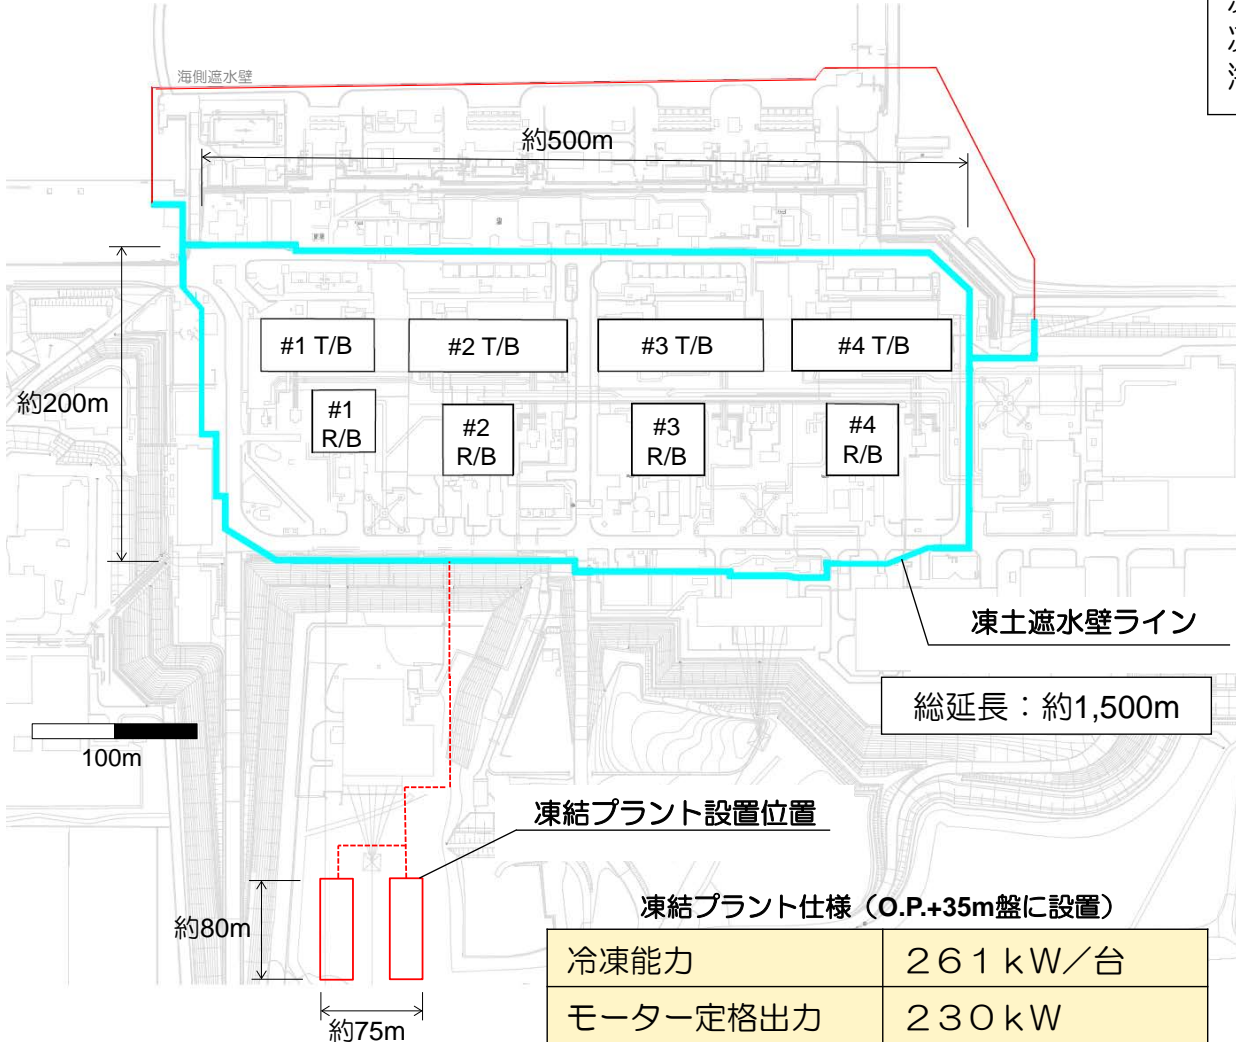 海側遮水壁
約500m
約200m
#1 T/B
#2 T/B
#3 T/B
#4 T/B
#1
R/B
#2
R/B
#3
R/B
#4
R/B
凍土遮水壁ライン
総延長：約1,500m
100m
凍結プラント設置位置
約80m
約75m
凍結プラント仕様（O.P.+35m盤に設置）
冷凍能力 ２６１ｋＷ／台
モーター定格出力 ２３０ｋＷ